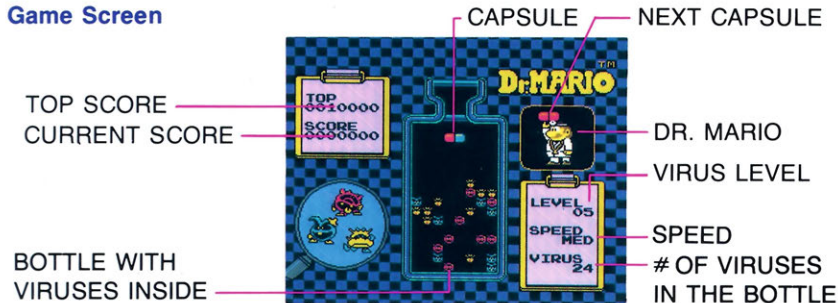 Game Screen
CAPSULE
NEXT CAPSULE
TOP SCORE
CURRENT SCORE
BOTTLE WITH
VIRUSES INSIDE
TOP
0010000
SCORE
0000000
Dr.MARIO
TM
DR. MARIO
VIRUS LEVEL
LEVEL
05
SPEED
MED
VIRUS
24
SPEED
# OF VIRUSES
IN THE BOTTLE